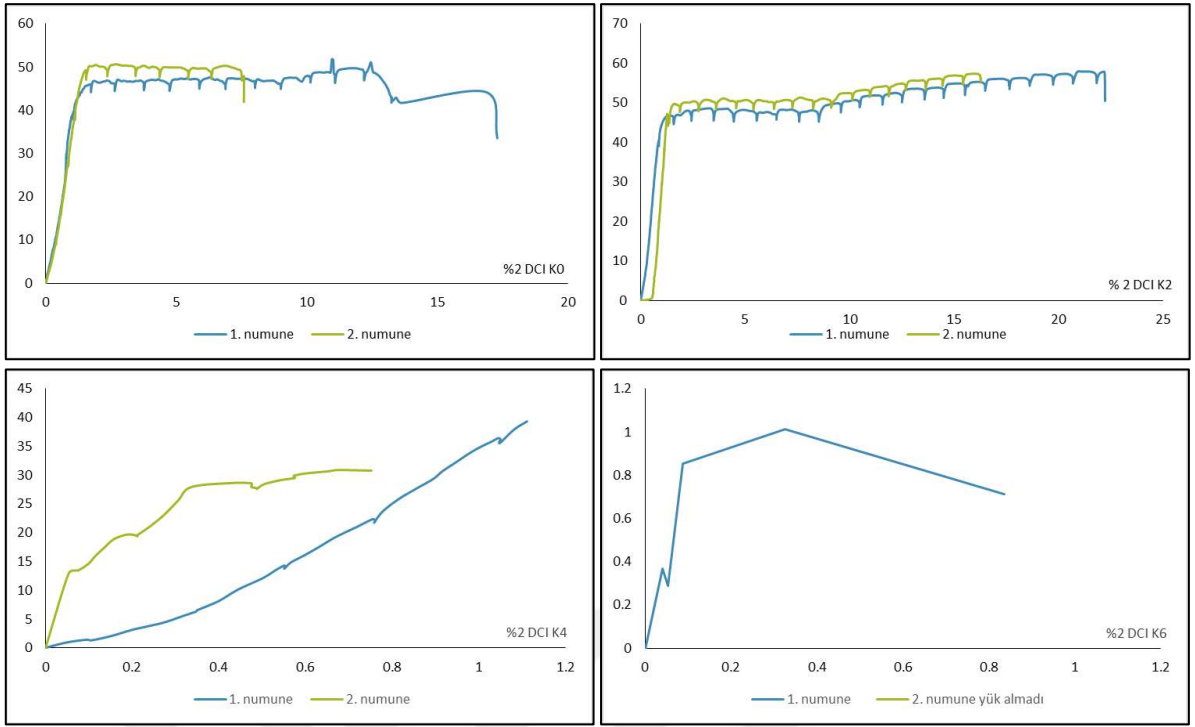 60
50
40
30
20
10
0
0 5 10 15 20
%2 DCI K0
1. numune 2. numune
70
60
50
40
30
20
10
0
0 5 10 15 20 25
% 2 DCI K2
1. numune 2. numune
45
40
35
30
25
20
15
10
5
0
0 0.2 0.4 0.6 0.8 1 1.2
%2 DCI K4
1. numune 2. numune
1.2
1
0.8
0.6
0.4
0.2
0
0 0.2 0.4 0.6 0.8 1 1.2
%2 DCI K6
1. numune 2. numune yük almadı